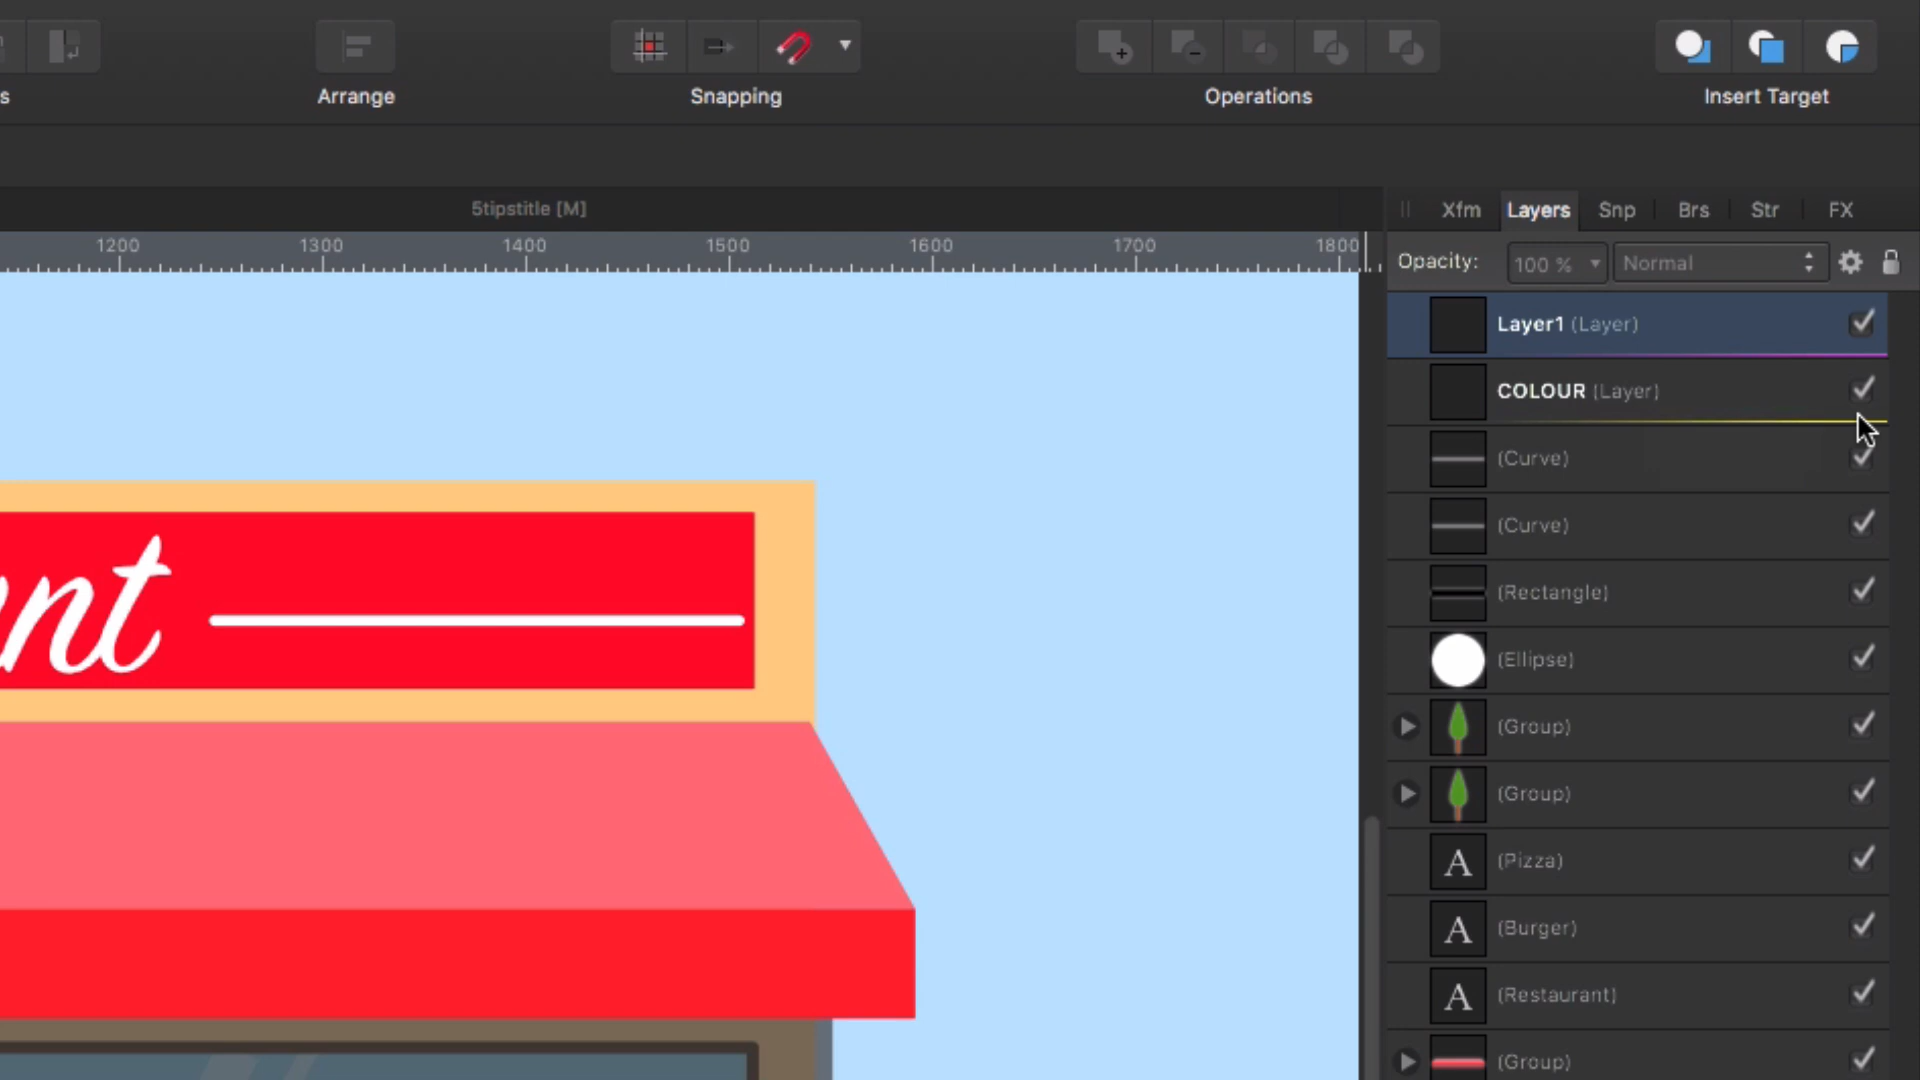 s
Arrange
Snapping
Operations
Insert Target
5tipstitle [M]
Xfm
Layers
Snp
Brs
Str
FX
1200
1300
1400
1500
1600
1700
1800
Opacity:
100 %
Normal
Layer1 (Layer)
COLOUR (Layer)
(Curve)
(Curve)
(Rectangle)
(Ellipse)
(Group)
(Group)
A (Pizza)
A (Burger)
A (Restaurant)
(Group)
nt